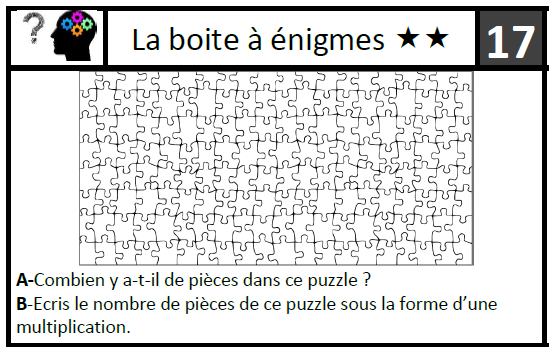 ?
La boite à énigmes ★★
17
A-Combien y a-t-il de pièces dans ce puzzle ?
B-Ecris le nombre de pièces de ce puzzle sous la forme d’une
multiplication.